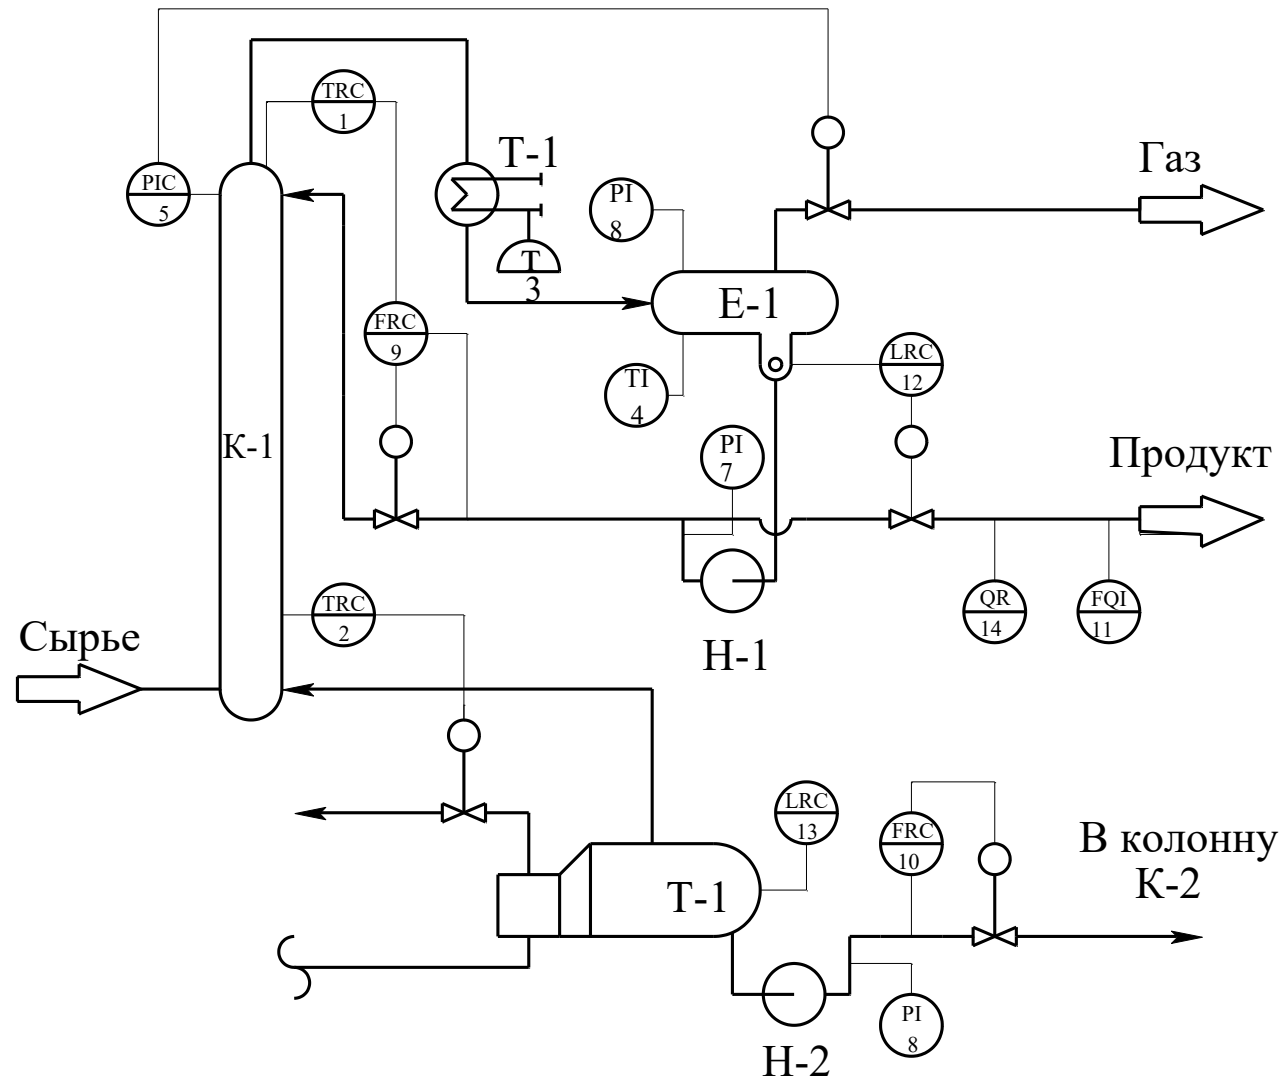 TRC
1
Т-1
Газ
PIC
5
PI
8
Т
3
Е-1
FRC
9
LRC
12
TI
4
К-1
PI
7
Продукт
TRC
2
QR
14
FQI
11
Сырье
Н-1
LRC
13
FRC
10
В колонну
К-2
Т-1
PI
8
Н-2